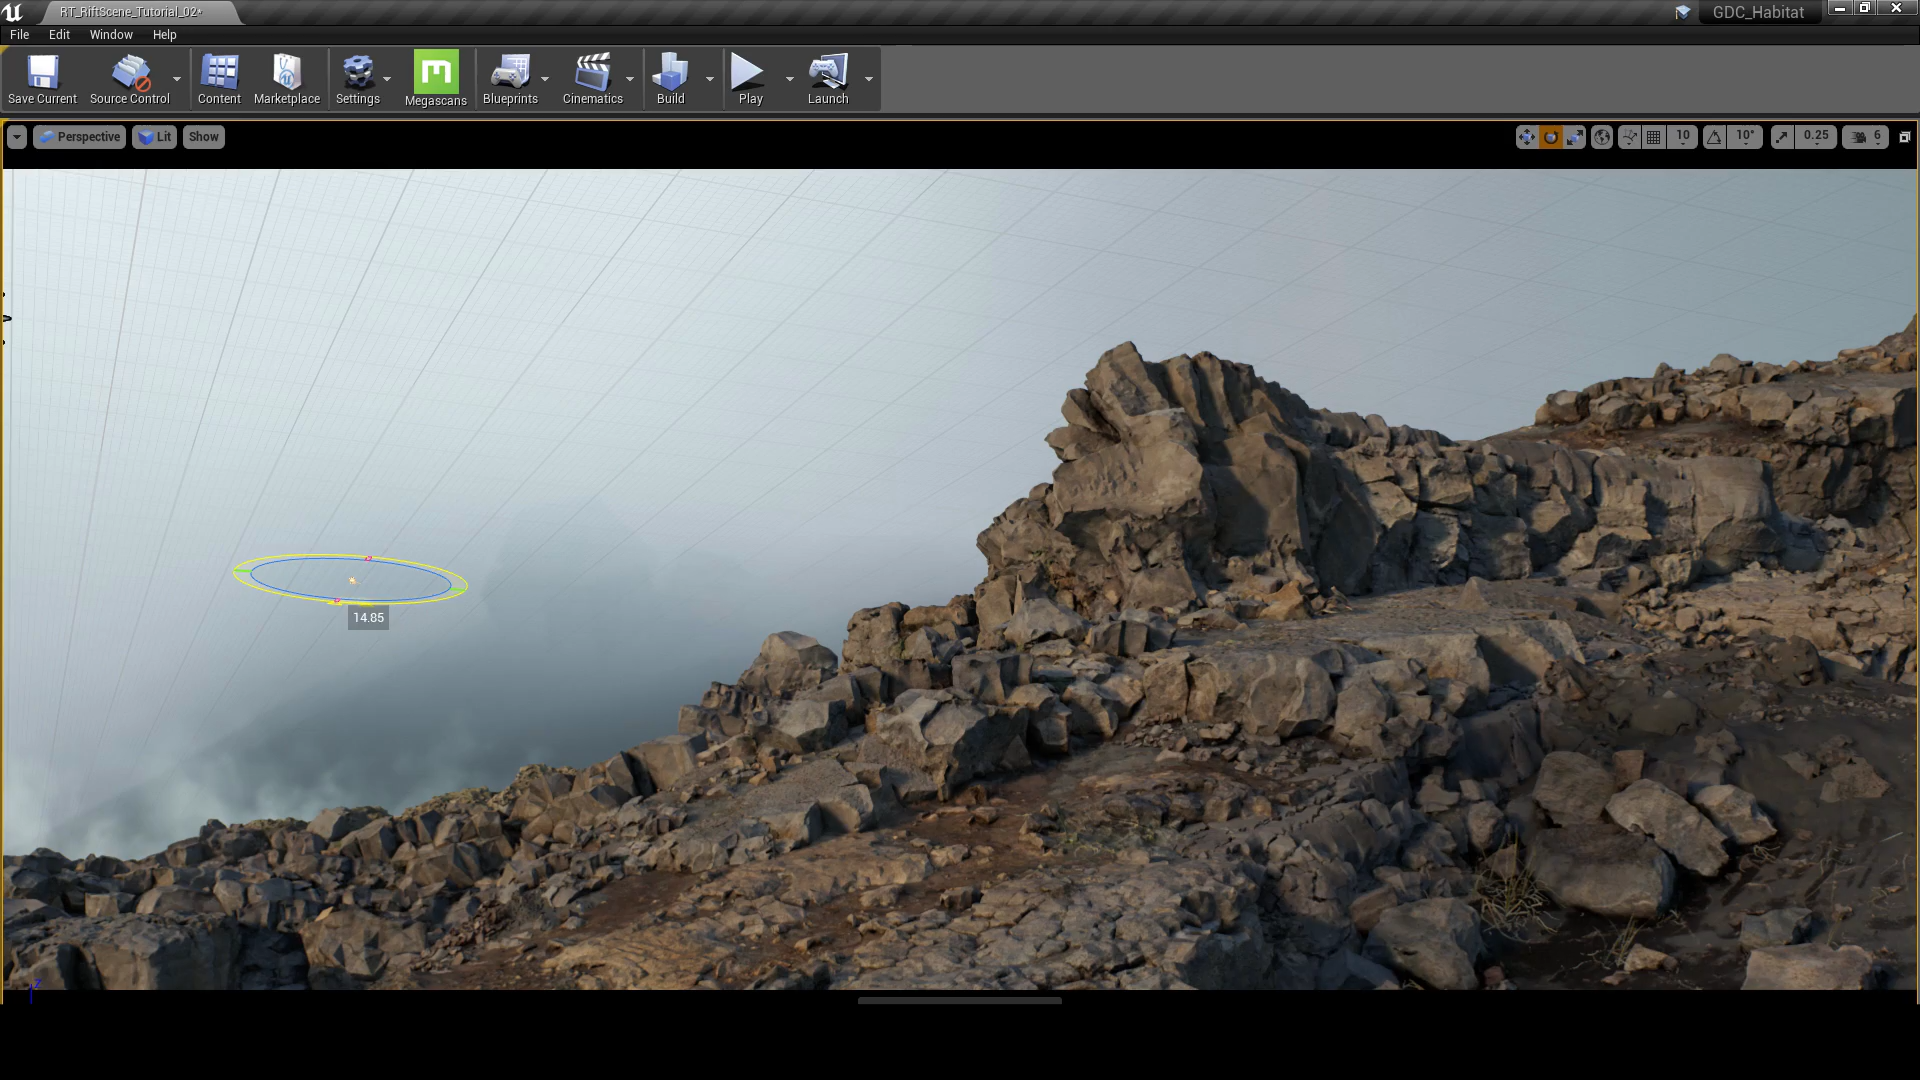 RT_RiftScene_Tutorial_02*
GDC_Habitat
File Edit Window Help
Save Current Source Control Content Marketplace Settings Megascans Blueprints Cinematics Build Play Launch
Perspective Lit Show 10 10° 0.25 6
14.85
Z